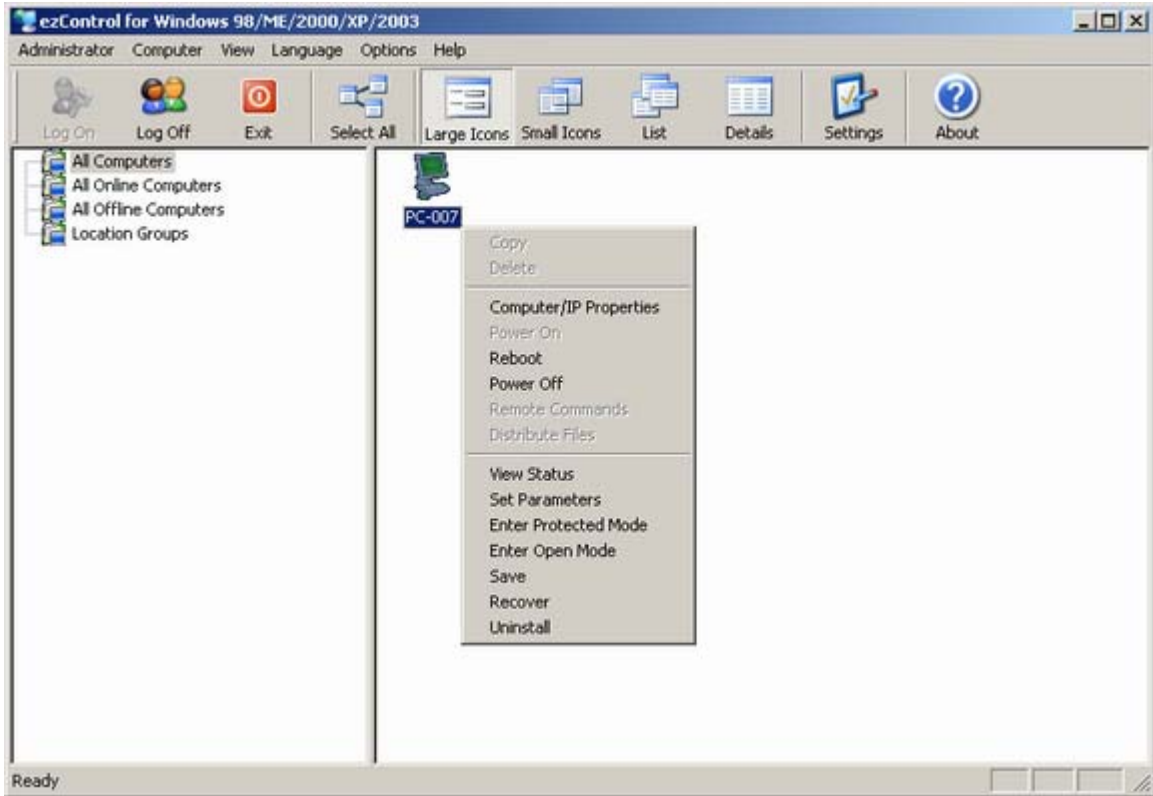 ezControl for Windows 98/ME/2000/XP/2003
Administrator Computer View Language Options Help
Log On Log Off Exit Select All Large Icons Small Icons List Details Settings About
All Computers
All Online Computers
All Offline Computers
Location Groups
PC-007
Copy
Delete
Computer/IP Properties
Power On
Reboot
Power Off
Remote Commands
Distribute Files
View Status
Set Parameters
Enter Protected Mode
Enter Open Mode
Save
Recover
Uninstall
Ready